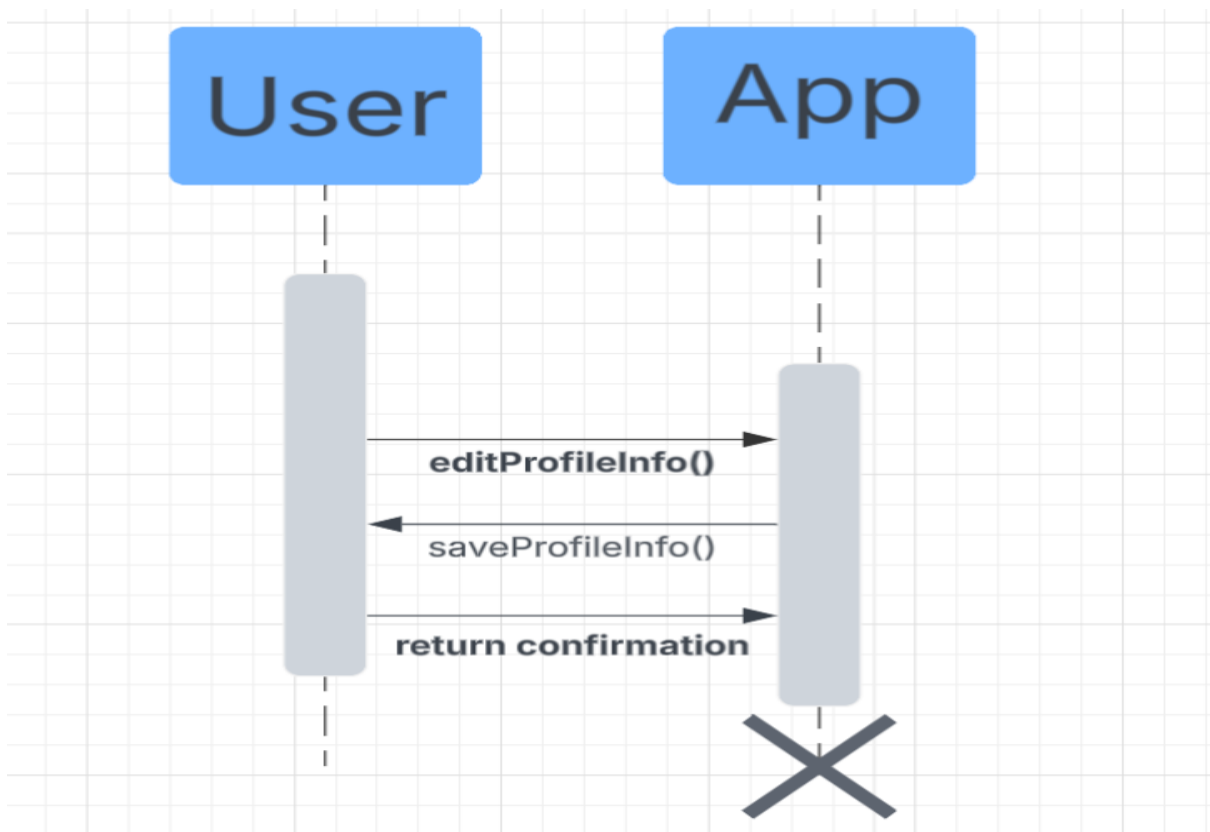 User
App
editProfileInfo()
saveProfileInfo()
return confirmation